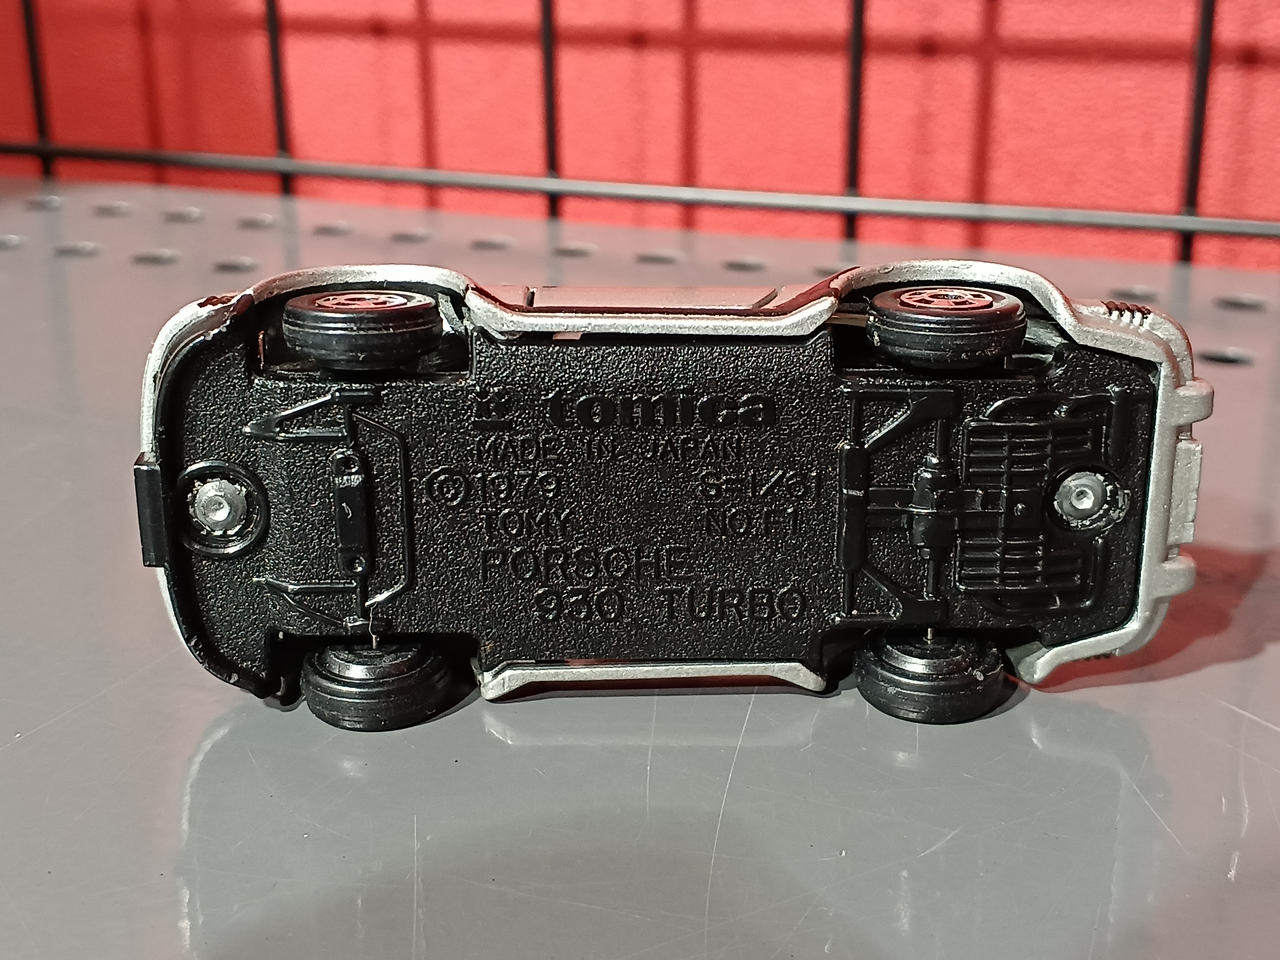 tomica
MADE IN JAPAN
©1979 S=1/61
TOMY NO.F1
PORSCHE
930 TURBO